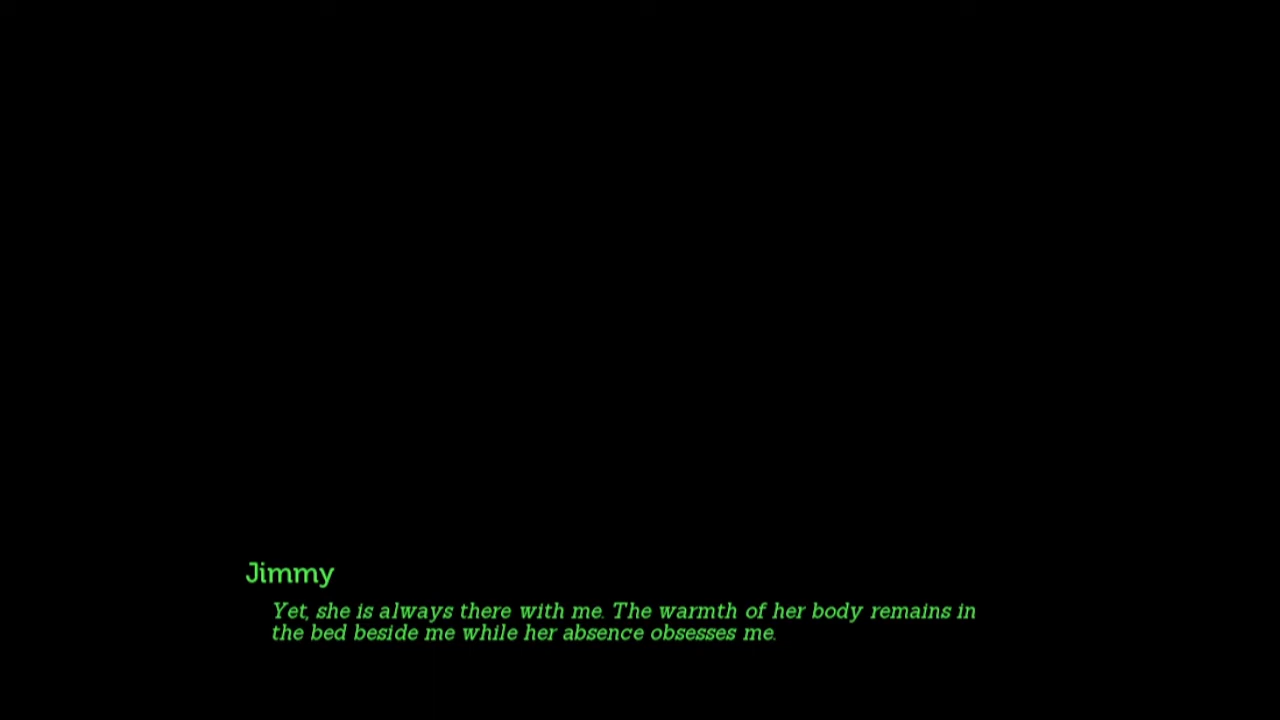 Jimmy
Yet, she is always there with me. The warmth of her body remains in
the bed beside me while her absence obsesses me.